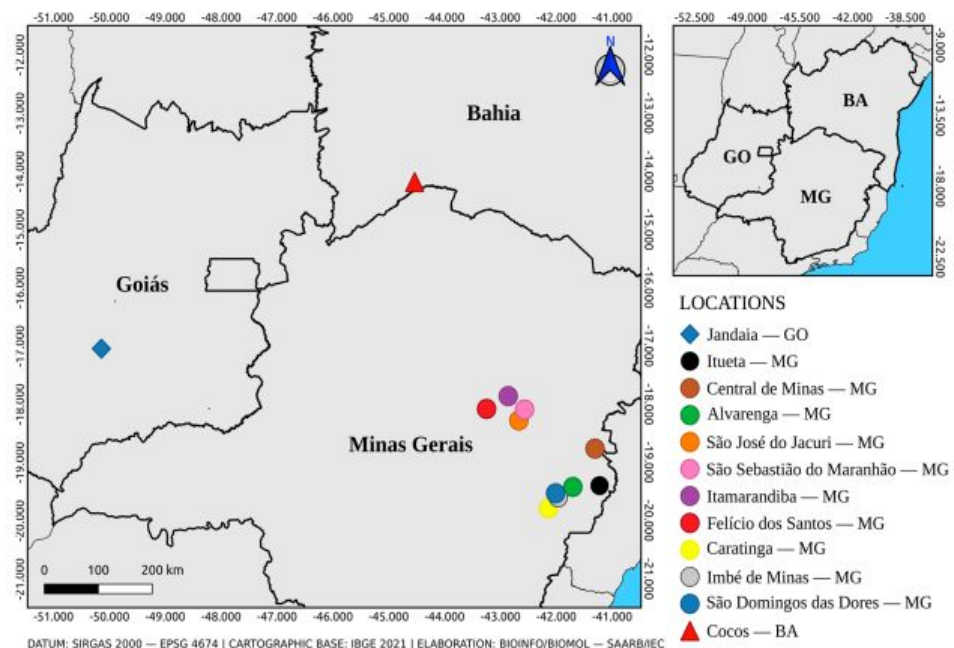 -51.000 -50.000 -49.000 -48.000 -47.000 -46.000 -45.000 -44.000 -43.000 -42.000 -41.000
-12.000
-13.000
-14.000
-15.000
-16.000
-17.000
-18.000
-19.000
-20.000
-21.000
N
Bahia
Goiás
Minas Gerais
0 100 200 km
-12.000
-13.000
-14.000
-15.000
-16.000
-17.000
-18.000
-19.000
-20.000
-21.000
-51.000 -50.000 -49.000 -48.000 -47.000 -46.000 -45.000 -44.000 -43.000 -42.000 -41.000
-52.500 -49.000 -45.500 -42.000 -38.500
BA
GO
MG
-9.000
-13.500
-18.000
-22.500
LOCATIONS
Jandaia — GO
Itueta — MG
Central de Minas — MG
Alvarenga — MG
São José do Jacuri — MG
São Sebastião do Maranhão — MG
Itamarandiba — MG
Felício dos Santos — MG
Caratinga — MG
Imbé de Minas — MG
São Domingos das Dores — MG
Cocos — BA
DATUM: SIRGAS 2000 — EPSG 4674 | CARTOGRAPHIC BASE: IBGE 2021 | ELABORATION: BIOINFO/BIOMOL — SAARB/IEC